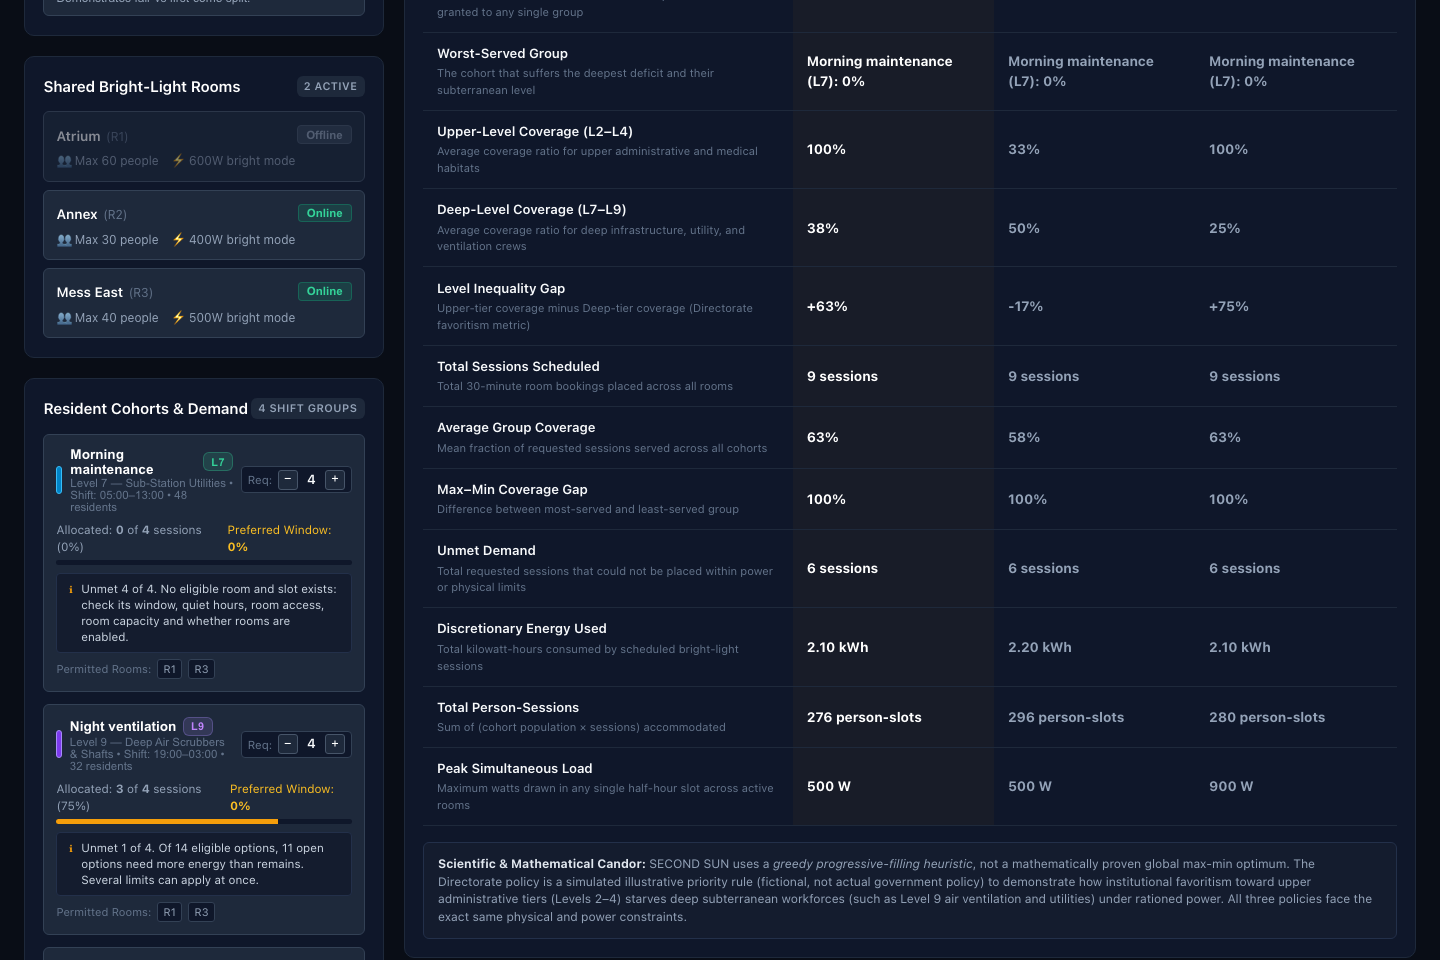 Demonstrates fair vs first-come split.
Shared Bright-Light Rooms
2 ACTIVE
Atrium (R1)
Offline
👥 Max 60 people ⚡ 600W bright mode
Annex (R2)
Online
👥 Max 30 people ⚡ 400W bright mode
Mess East (R3)
Online
👥 Max 40 people ⚡ 500W bright mode
Resident Cohorts & Demand
4 SHIFT GROUPS
Morning
maintenance
L7
Level 7 — Sub-Station Utilities •
Shift: 05:00–13:00 • 48
residents
Req: − 4 +
Allocated: 0 of 4 sessions
(0%)
Preferred Window:
0%
i Unmet 4 of 4. No eligible room and slot exists:
check its window, quiet hours, room access,
room capacity and whether rooms are
enabled.
Permitted Rooms: R1 R3
Night ventilation L9
Level 9 — Deep Air Scrubbers
& Shafts • Shift: 19:00–03:00 •
32 residents
Req: − 4 +
Allocated: 3 of 4 sessions
(75%)
Preferred Window:
0%
i Unmet 1 of 4. Of 14 eligible options, 11 open
options need more energy than remains.
Several limits can apply at once.
Permitted Rooms: R1 R3
granted to any single group
Worst-Served Group
The cohort that suffers the deepest deficit and their
subterranean level
Morning maintenance
(L7): 0%
Morning maintenance
(L7): 0%
Morning maintenance
(L7): 0%
Upper-Level Coverage (L2–L4)
Average coverage ratio for upper administrative and medical
habitats
100%
33%
100%
Deep-Level Coverage (L7–L9)
Average coverage ratio for deep infrastructure, utility, and
ventilation crews
38%
50%
25%
Level Inequality Gap
Upper-tier coverage minus Deep-tier coverage (Directorate
favoritism metric)
+63%
-17%
+75%
Total Sessions Scheduled
Total 30-minute room bookings placed across all rooms
9 sessions
9 sessions
9 sessions
Average Group Coverage
Mean fraction of requested sessions served across all cohorts
63%
58%
63%
Max–Min Coverage Gap
Difference between most-served and least-served group
100%
100%
100%
Unmet Demand
Total requested sessions that could not be placed within power
or physical limits
6 sessions
6 sessions
6 sessions
Discretionary Energy Used
Total kilowatt-hours consumed by scheduled bright-light
sessions
2.10 kWh
2.20 kWh
2.10 kWh
Total Person-Sessions
Sum of (cohort population × sessions) accommodated
276 person-slots
296 person-slots
280 person-slots
Peak Simultaneous Load
Maximum watts drawn in any single half-hour slot across active
rooms
500 W
500 W
900 W
Scientific & Mathematical Candor: SECOND SUN uses a greedy progressive-filling heuristic, not a mathematically proven global max-min optimum. The
Directorate policy is a simulated illustrative priority rule (fictional, not actual government policy) to demonstrate how institutional favoritism toward upper
administrative tiers (Levels 2–4) starves deep subterranean workforces (such as Level 9 air ventilation and utilities) under rationed power. All three policies face the
exact same physical and power constraints.